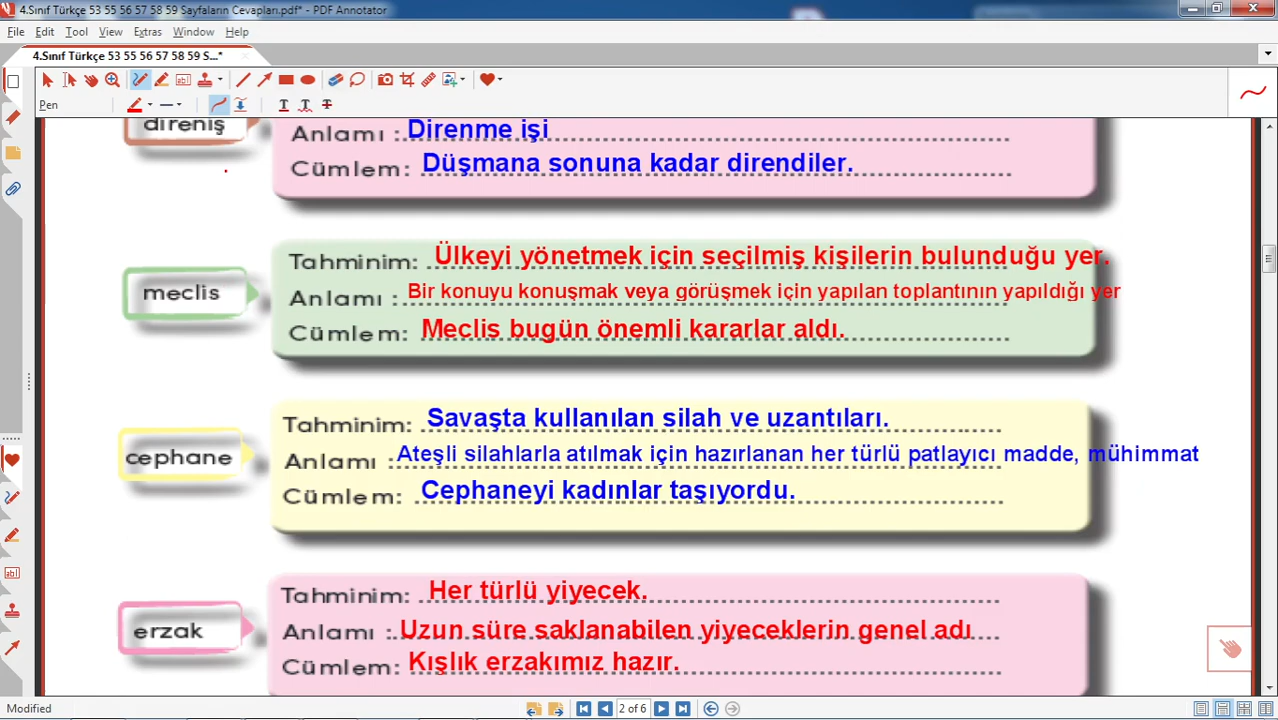 4.Sınıf Türkçe 53 55 56 57 58 59 Sayfaların Cevapları.pdf* - PDF Annotator
File Edit Tool View Extras Window Help
4.Sınıf Türkçe 53 55 56 57 58 59 S...*
Pen
direniş
Anlamı : Direnme işi
Cümlem: Düşmana sonuna kadar direndiler.
meclis
Tahminim: Ülkeyi yönetmek için seçilmiş kişilerin bulunduğu yer.
Anlamı : Bir konuyu konuşmak veya görüşmek için yapılan toplantının yapıldığı yer
Cümlem: Meclis bugün önemli kararlar aldı.
cephane
Tahminim: Savaşta kullanılan silah ve uzantıları.
Anlamı : Ateşli silahlarla atılmak için hazırlanan her türlü patlayıcı madde, mühimmat
Cümlem: Cephaneyi kadınlar taşıyordu.
erzak
Tahminim: Her türlü yiyecek.
Anlamı : Uzun süre saklanabilen yiyeceklerin genel adı
Cümlem: Kışlık erzakımız hazır.
Modified
2 of 6